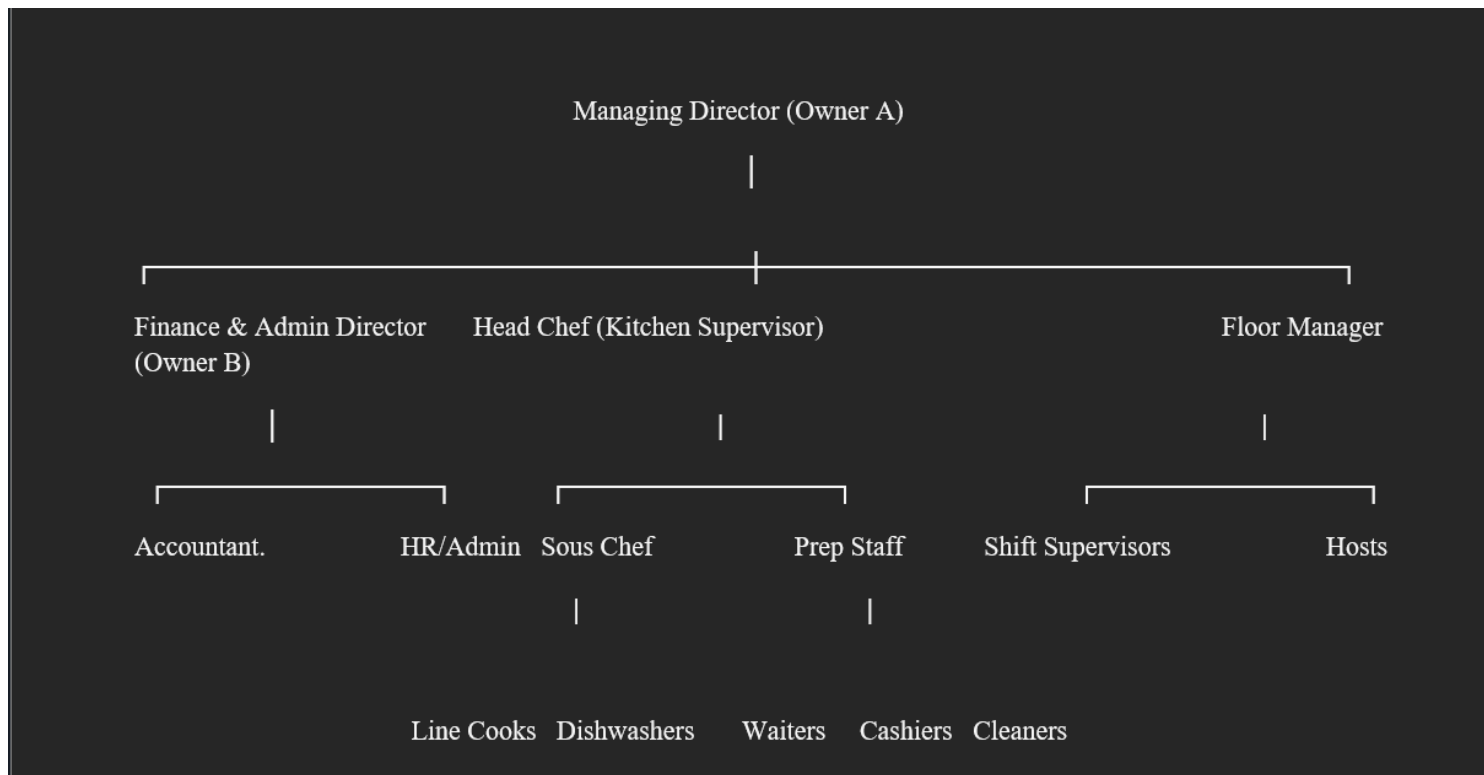 Managing Director (Owner A)
Finance & Admin Director Head Chef (Kitchen Supervisor) Floor Manager
(Owner B)
Accountant. HR/Admin Sous Chef Prep Staff Shift Supervisors Hosts
Line Cooks Dishwashers Waiters Cashiers Cleaners